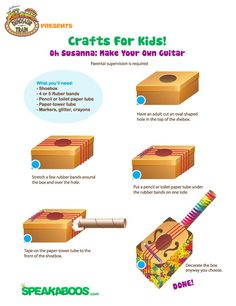 DINOSAUR
TRAIN
PRESENTS
Crafts For Kids!
Oh Susanna: Make Your Own Guitar
Parental supervision is required
What you'll need:
- Shoebox
- 4 or 5 Ruber bands
- Pencil or toilet paper tube
- Paper towel tube
- Markers, glitter, crayons
Have an adult cut an oval shaped
hole in the top of the shoebox.
Stretch a few rubber bands around
the box and over the hole.
Put a pencil or toilet paper tube under
the rubber bands on one side.
Tape on the paper tower tube to the
front of the shoebox.
Decorate the box
anyway you choose.
DONE!
SPEAKABOOS.com